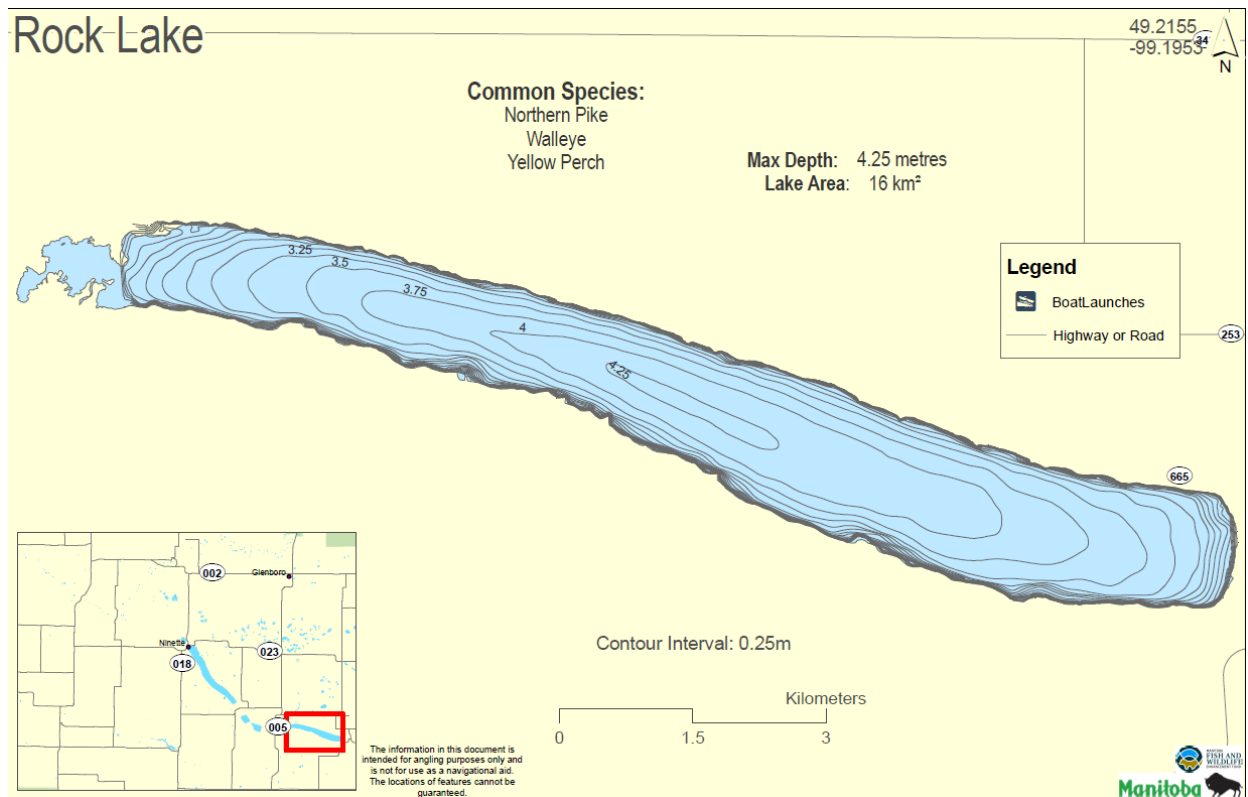 Rock Lake
49.2155
-99.1953
34
N
Common Species:
Northern Pike
Walleye
Yellow Perch
Max Depth: 4.25 metres
Lake Area: 16 km²
3.25
3.5
3.75
4
4.25
Legend
BoatLaunches
Highway or Road
253
665
002
Glenboro
Ninette
018
023
005
Contour Interval: 0.25m
Kilometers
0 1.5 3
The information in this document is
intended for angling purposes only and
is not for use as a navigational aid.
The locations of features cannot be
guaranteed.
FISH AND
WILDLIFE
Manitoba